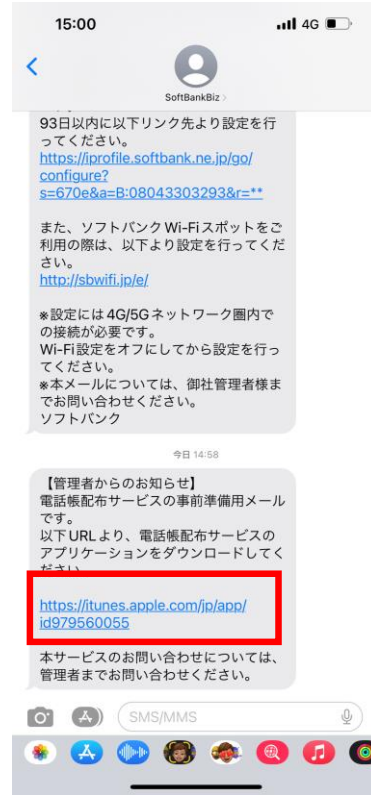 15:00
4G
SoftBankBiz
93日以内に以下リンク先より設定を行
ってください。
https://iprofile.softbank.ne.jp/go/
configure?
s=670e&a=B:08043303293&r=**
また、ソフトバンクWi-Fiスポットをご
利用の際は、以下より設定を行ってくだ
さい。
http://sbwifi.jp/e/
※設定には4G/5Gネットワーク圏内で
の接続が必要です。
Wi-Fi設定をオフにしてから設定を行っ
てください。
※本メールについては、御社管理者様ま
でお問い合わせください。
ソフトバンク
今日 14:58
【管理者からのお知らせ】
電話帳配布サービスの事前準備用メール
です。
以下URLより、電話帳配布サービスの
アプリケーションをダウンロードしてく
ださい
https://itunes.apple.com/jp/app/
id979560055
本サービスのお問い合わせについては、
管理者までお問い合わせください。
SMS/MMS